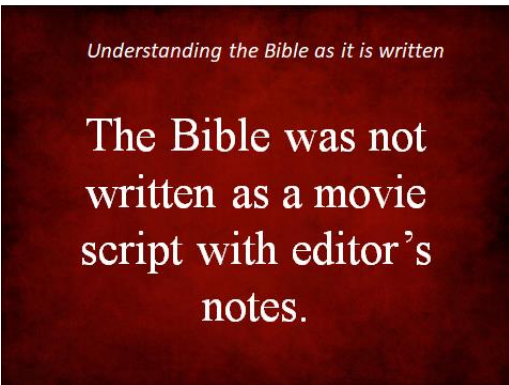 Understanding the Bible as it is written
The Bible was not
written as a movie
script with editor’s
notes.